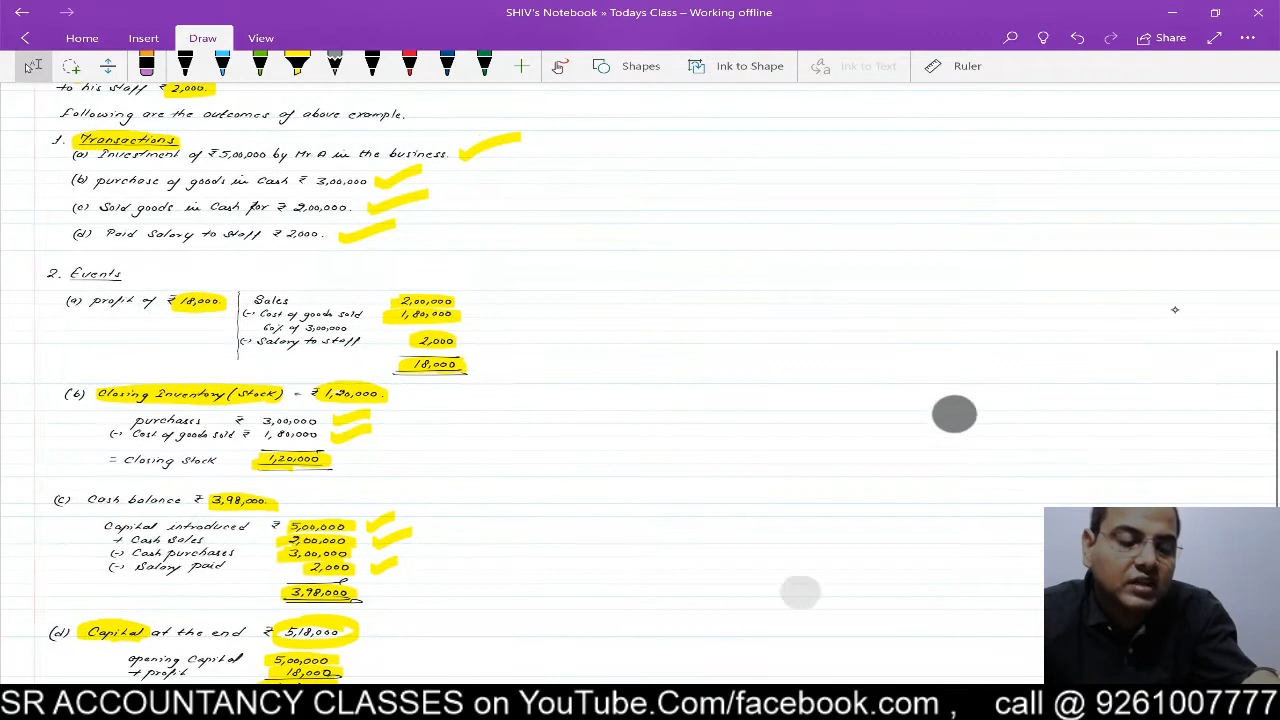 SHIV's Notebook » Todays Class – Working offline
Home Insert Draw View Share
Shapes Ink to Shape Ink to Text Ruler
to his staff ₹ 2,000.
Following are the outcomes of above example.
1. Transactions
(a) Investment of ₹ 5,00,000 by Mr A in the business.
(b) purchase of goods in Cash ₹ 3,00,000
(c) Sold goods in Cash for ₹ 2,00,000.
(d) Paid Salary to Staff ₹ 2,000.
2. Events
(a) profit of ₹ 18,000. Sales 2,00,000
(-) Cost of goods sold 1,80,000
60% of 3,00,000
(-) Salary to staff 2,000
18,000
(b) Closing Inventory (Stock) = ₹ 1,20,000.
purchases ₹ 3,00,000
(-) Cost of goods sold ₹ 1,80,000
= Closing Stock 1,20,000
(c) Cash balance ₹ 3,98,000.
Capital introduced ₹ 5,00,000
+ Cash Sales 2,00,000
(-) Cash purchases 3,00,000
(-) Salary paid 2,000
3,98,000
(d) Capital at the end ₹ 5,18,000
opening Capital 5,00,000
+ profit 18,000
SR ACCOUNTANCY CLASSES on YouTube.Com/facebook.com , call @ 9261007777